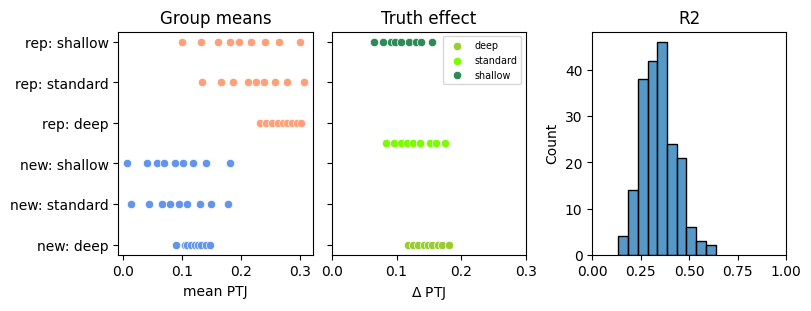 Group means
rep: shallow
rep: standard
rep: deep
new: shallow
new: standard
new: deep
0.0 0.1 0.2 0.3
mean PTJ
Truth effect
deep
standard
shallow
0.0 0.1 0.2 0.3
Δ PTJ
R2
Count
40
30
20
10
0
0.00 0.25 0.50 0.75 1.00